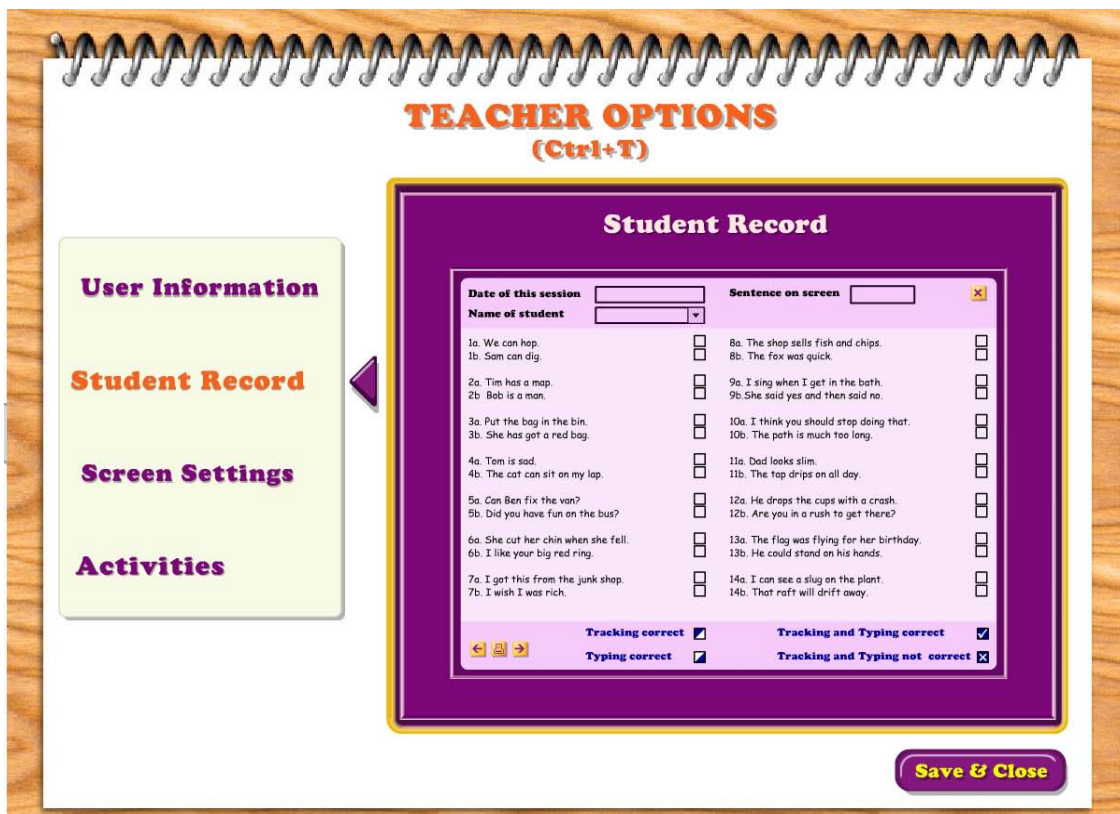 TEACHER OPTIONS
(Ctrl+T)
User Information
Student Record
Screen Settings
Activities
Student Record
Date of this session
Name of student
Sentence on screen
1a. We can hop.
1b. Sam can dig.
2a. Tim has a map.
2b Bob is a man.
3a. Put the bag in the bin.
3b. She has got a red bag.
4a. Tom is sad.
4b. The cat can sit on my lap.
5a. Can Ben fix the van?
5b. Did you have fun on the bus?
6a. She cut her chin when she fell.
6b. I like your big red ring.
7a. I got this from the junk shop.
7b. I wish I was rich.
8a. The shop sells fish and chips.
8b. The fox was quick.
9a. I sing when I get in the bath.
9b.She said yes and then said no.
10a. I think you should stop doing that.
10b. The path is much too long.
11a. Dad looks slim.
11b. The tap drips on all day.
12a. He drops the cups with a crash.
12b. Are you in a rush to get there?
13a. The flag was flying for her birthday.
13b. He could stand on his hands.
14a. I can see a slug on the plant.
14b. That raft will drift away.
Tracking correct
Typing correct
Tracking and Typing correct
Tracking and Typing not correct
Save & Close